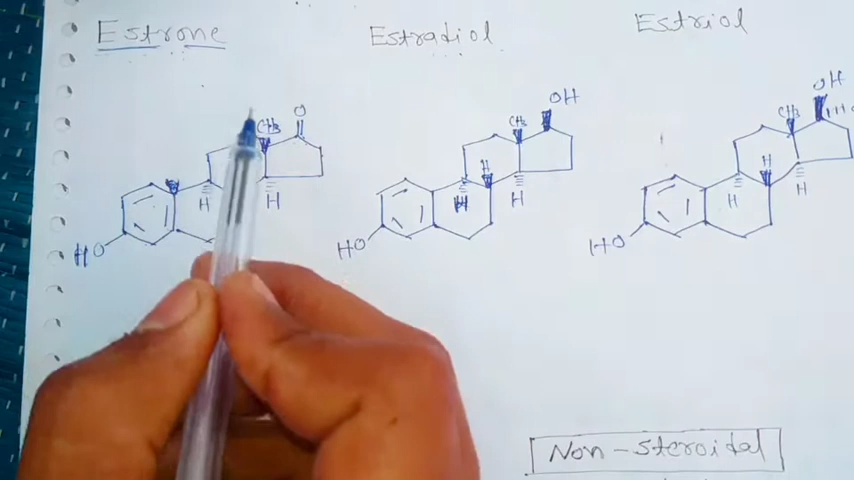 Estrone
Estradiol
Estriol
CH3
O
H
H
HO
OH
CH3
H
H
H
HO
OH
CH3
H
H
H
HO
Non-steroidal